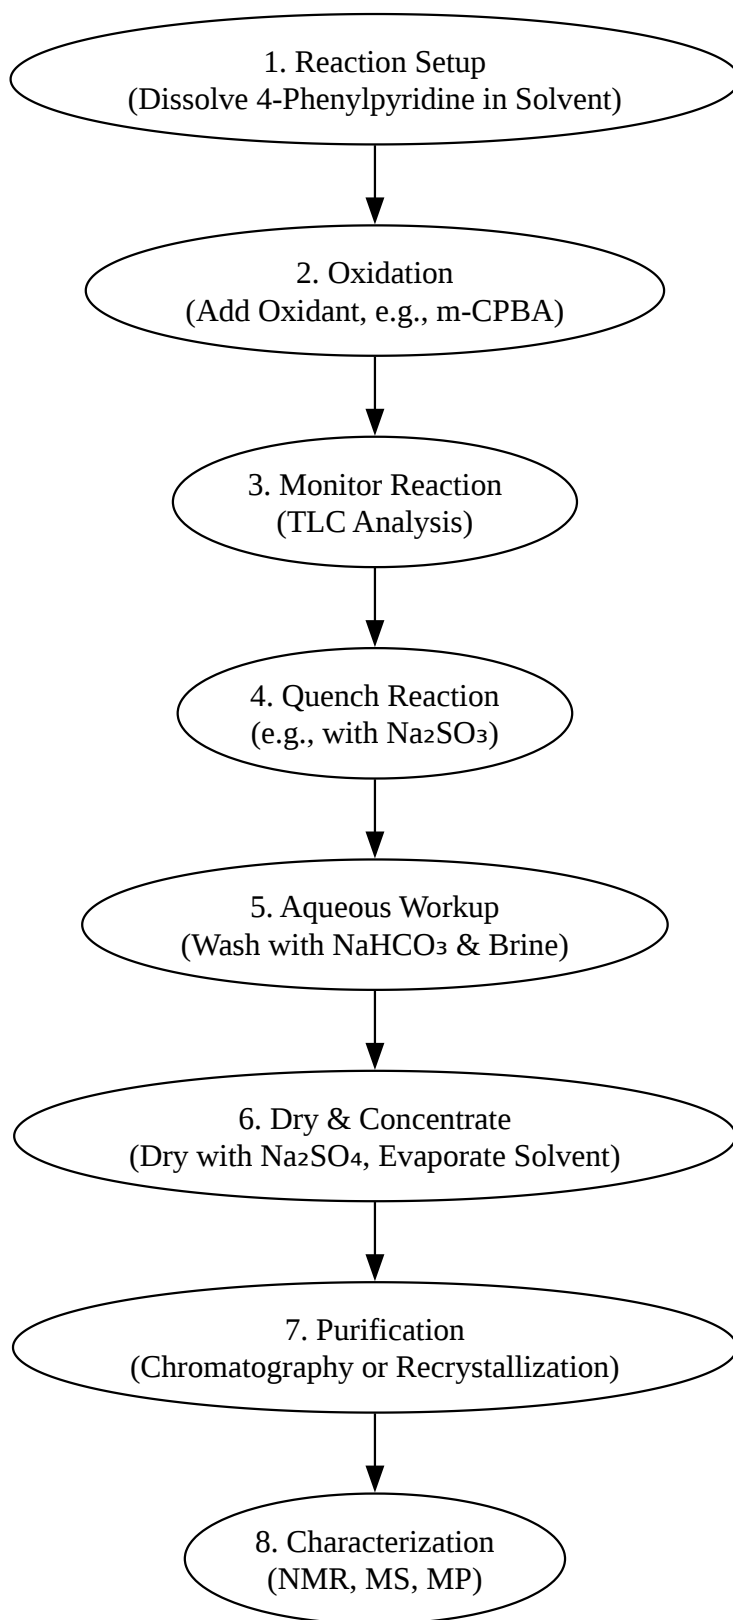 1. Reaction Setup
(Dissolve 4-Phenylpyridine in Solvent)
2. Oxidation
(Add Oxidant, e.g., m-CPBA)
3. Monitor Reaction
(TLC Analysis)
4. Quench Reaction
(e.g., with Na₂SO₃)
5. Aqueous Workup
(Wash with NaHCO₃ & Brine)
6. Dry & Concentrate
(Dry with Na₂SO₄, Evaporate Solvent)
7. Purification
(Chromatography or Recrystallization)
8. Characterization
(NMR, MS, MP)